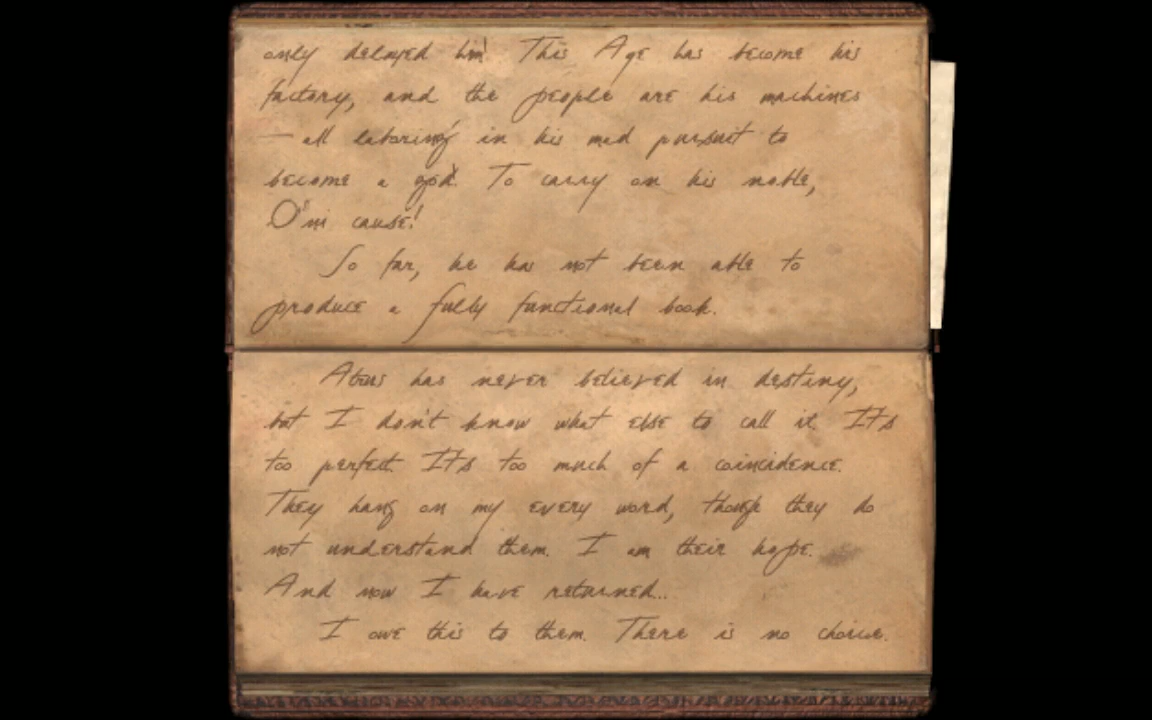 only delayed him! This Age has become his
factory, and the people are his machines
— all laboring in his mad pursuit to
become a god. To carry on his noble,
D'ni cause!
So far, he has not been able to
produce a fully functional book.
Atrus has never believed in destiny,
but I don't know what else to call it. It's
too perfect. It's too much of a coincidence.
They hang on my every word, though they do
not understand them. I am their hope.
And now I have returned...
I owe this to them. There is no choice.